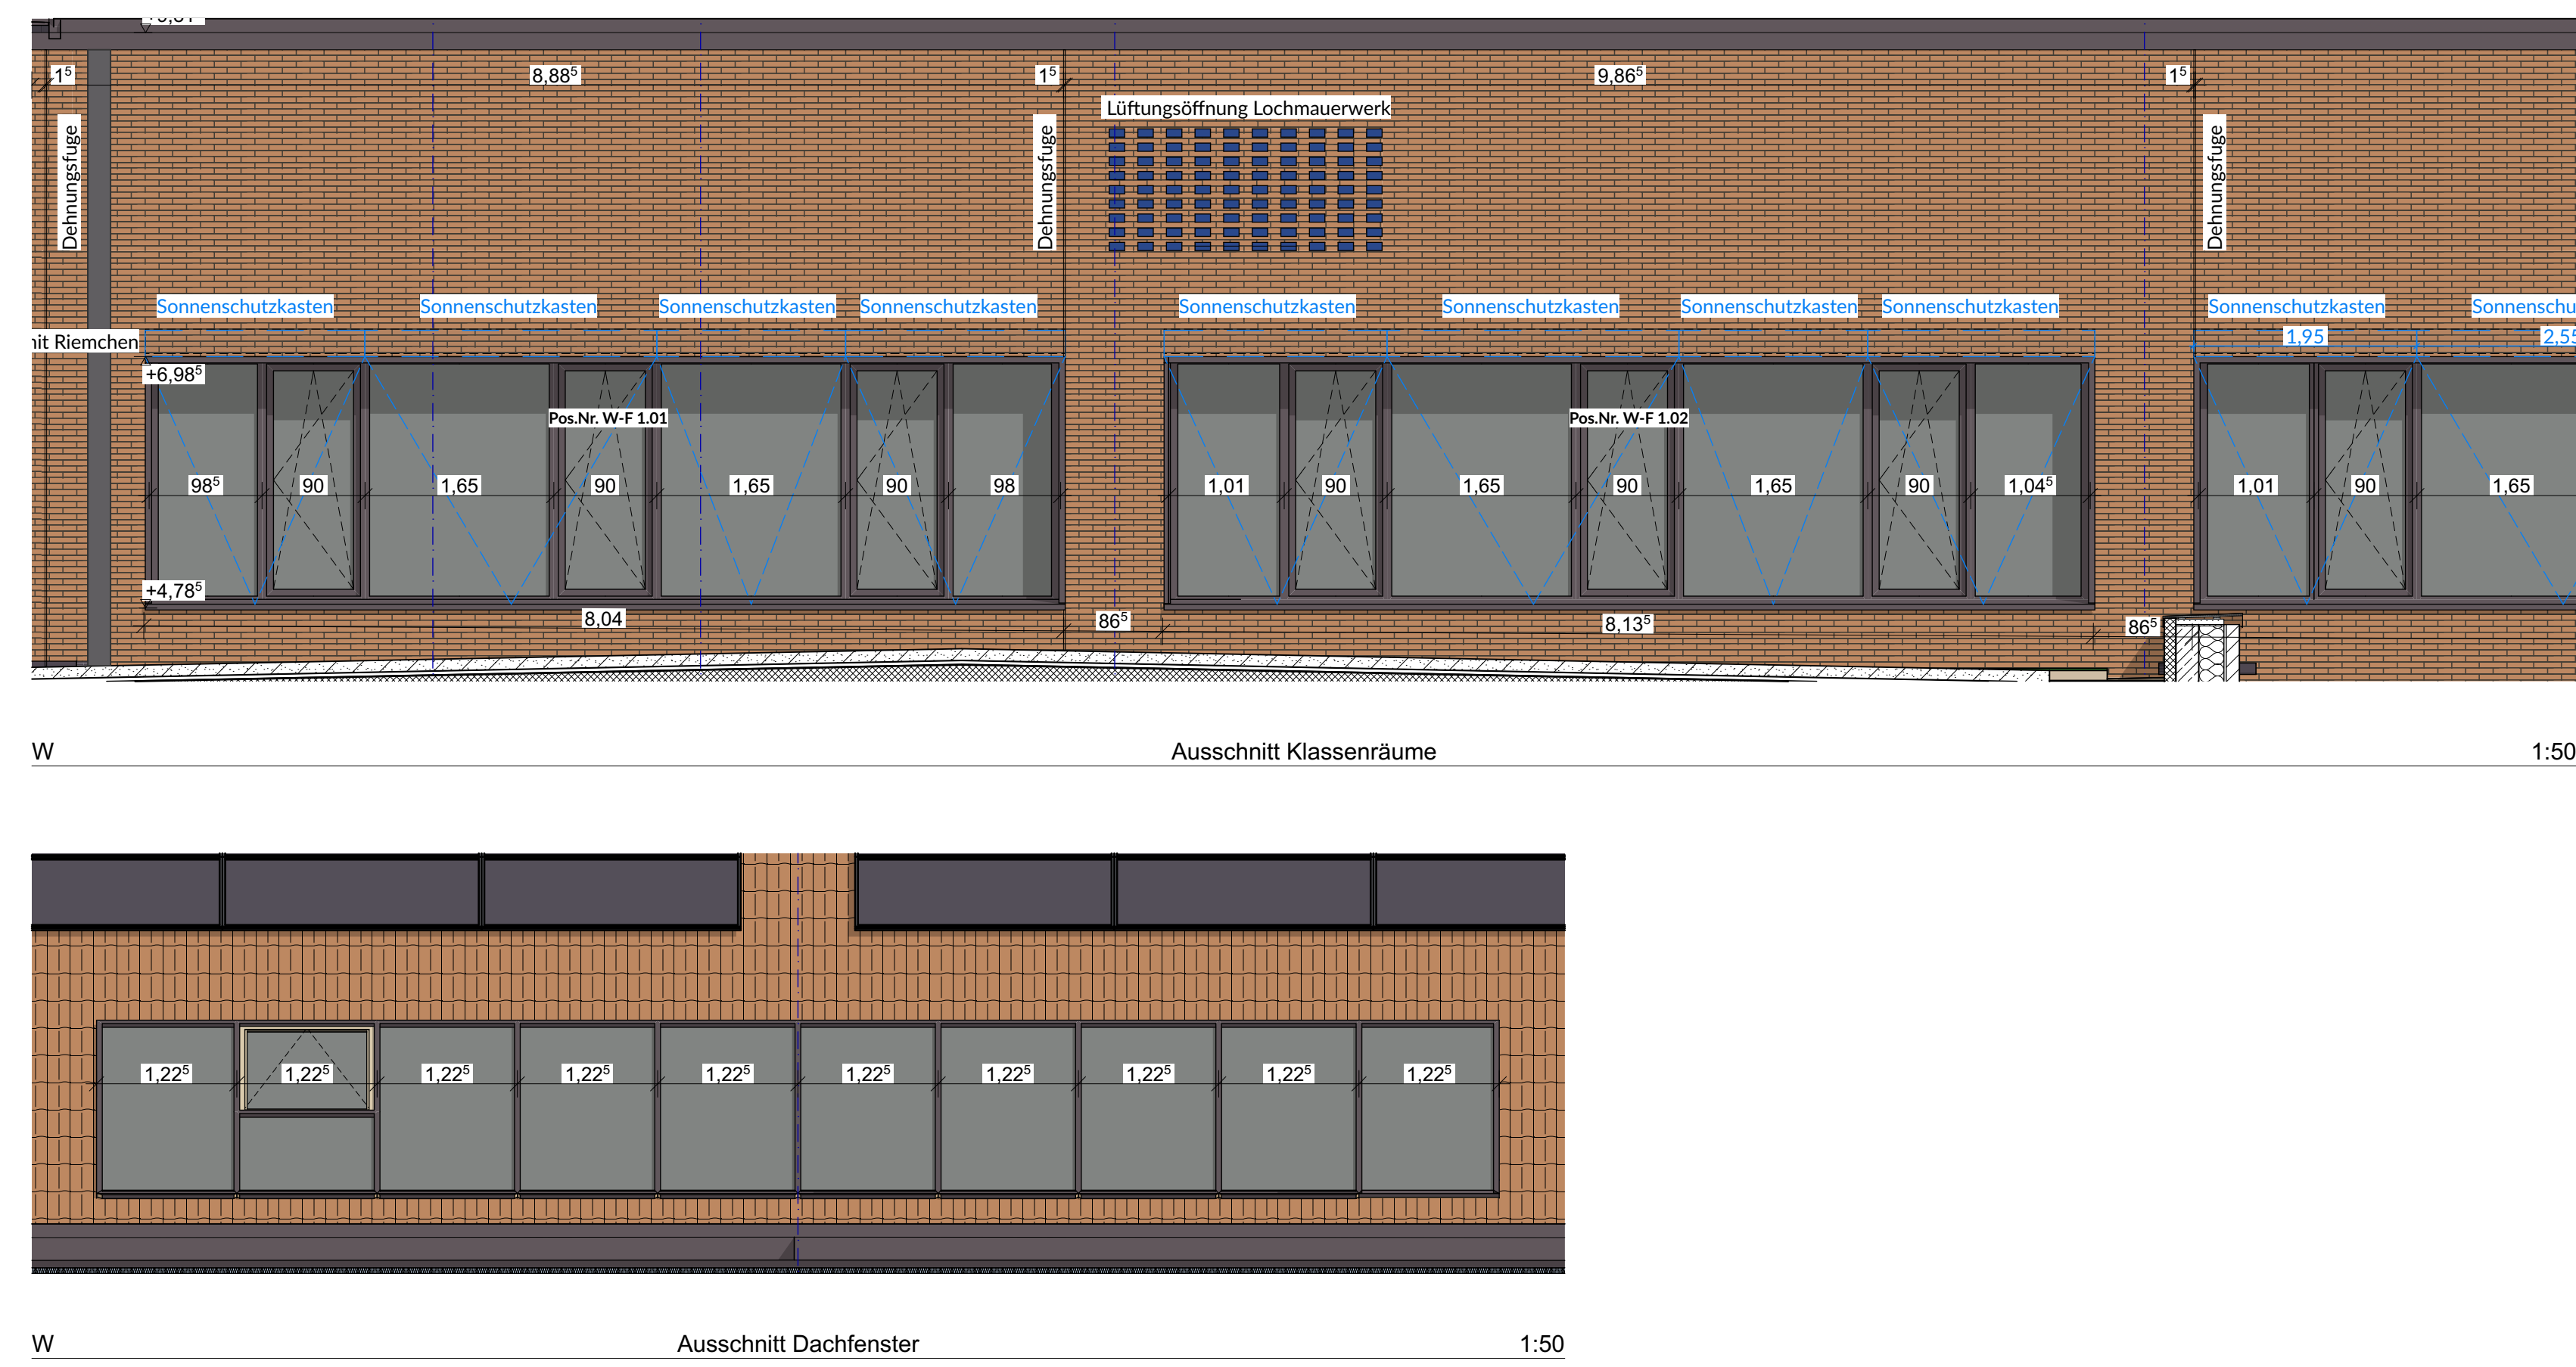 1⁵ 8,88⁵ 1⁵ 9,86⁵ 1⁵
Lüftungsöffnung Lochmauerwerk
Dehnungsfuge
Dehnungsfuge
Dehnungsfuge
Sonnenschutzkasten Sonnenschutzkasten Sonnenschutzkasten Sonnenschutzkasten Sonnenschutzkasten Sonnenschutzkasten Sonnenschutzkasten Sonnenschutzkasten Sonnenschutzkasten Sonnenschu
1,95 2,55
nit Riemchen
+6,98⁵
Pos.Nr. W-F 1.01 Pos.Nr. W-F 1.02
98⁵ 90 1,65 90 1,65 90 98 1,01 90 1,65 90 1,65 90 1,04⁵ 1,01 90 1,65
+4,78⁵
8,04 86⁵ 8,13⁵ 86⁵
W Ausschnitt Klassenräume 1:50
1,22⁵ 1,22⁵ 1,22⁵ 1,22⁵ 1,22⁵ 1,22⁵ 1,22⁵ 1,22⁵ 1,22⁵ 1,22⁵
W Ausschnitt Dachfenster 1:50